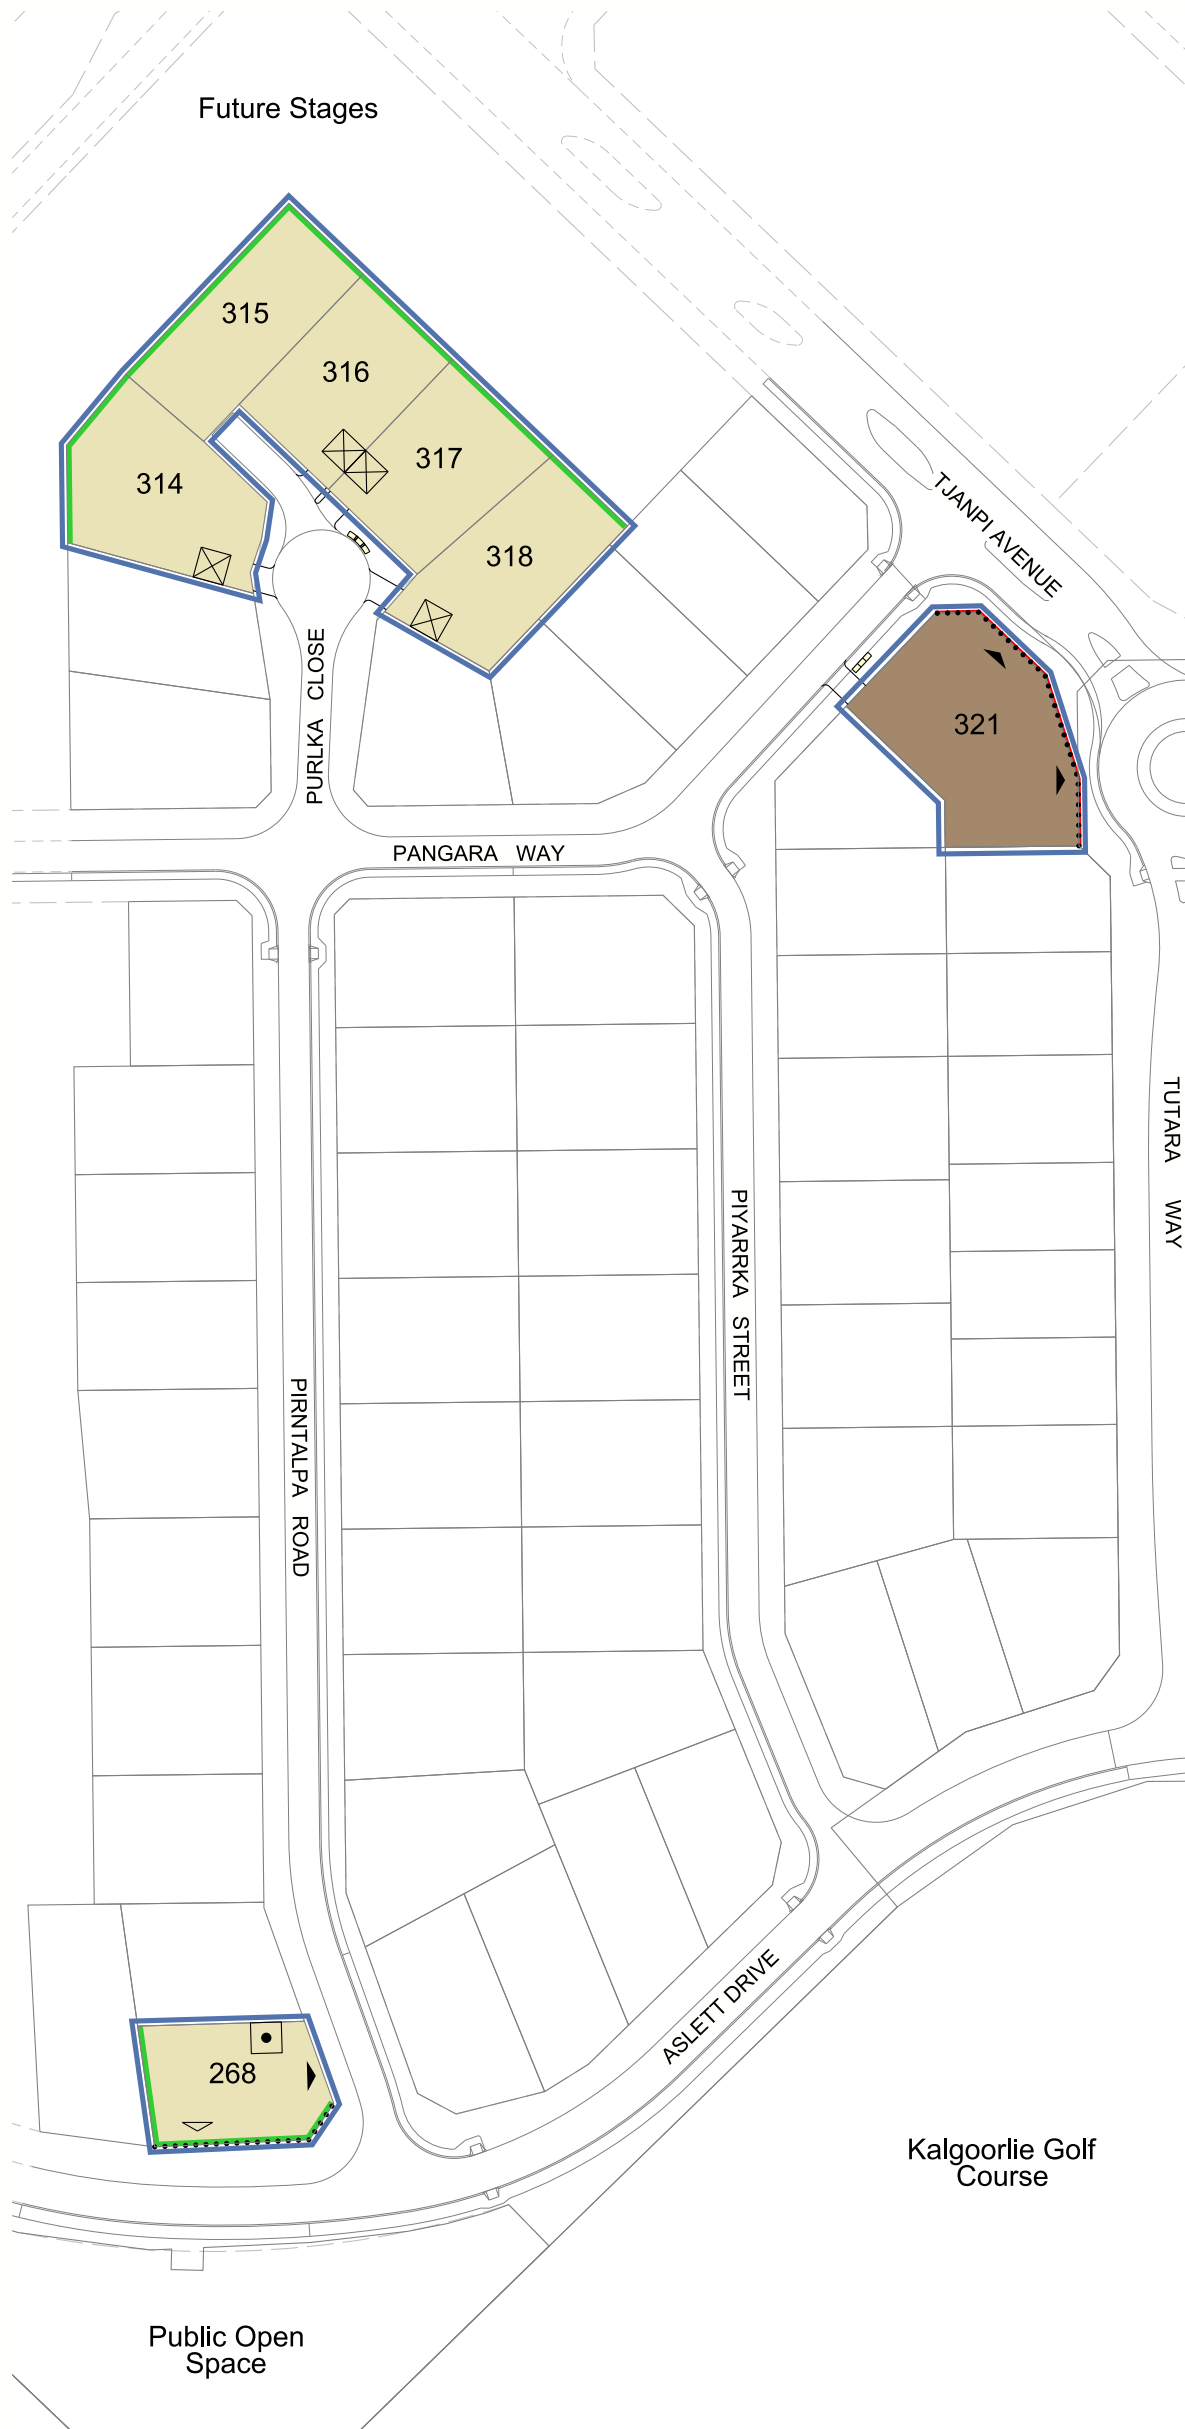 Future Stages
315
316
317
314
318
TJANPI AVENUE
PURLKA CLOSE
321
PANGARA WAY
TUTARA WAY
PIYARRKA STREET
PIRNTALPA ROAD
ASLETT DRIVE
268
Kalgoorlie Golf
Course
Public Open
Space